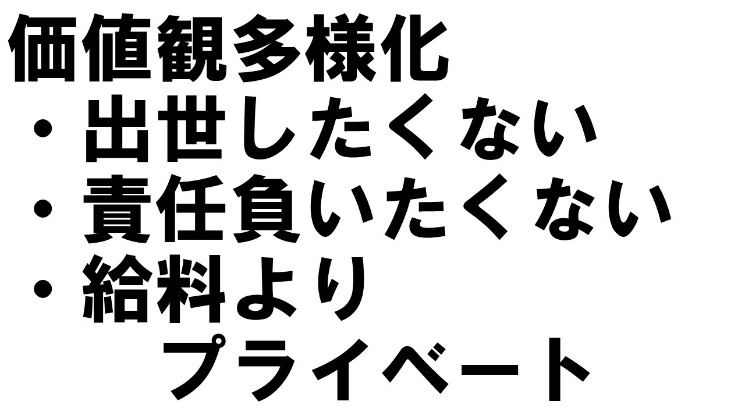 価値観多様化
・出世したくない
・責任負いたくない
・給料より
プライベート